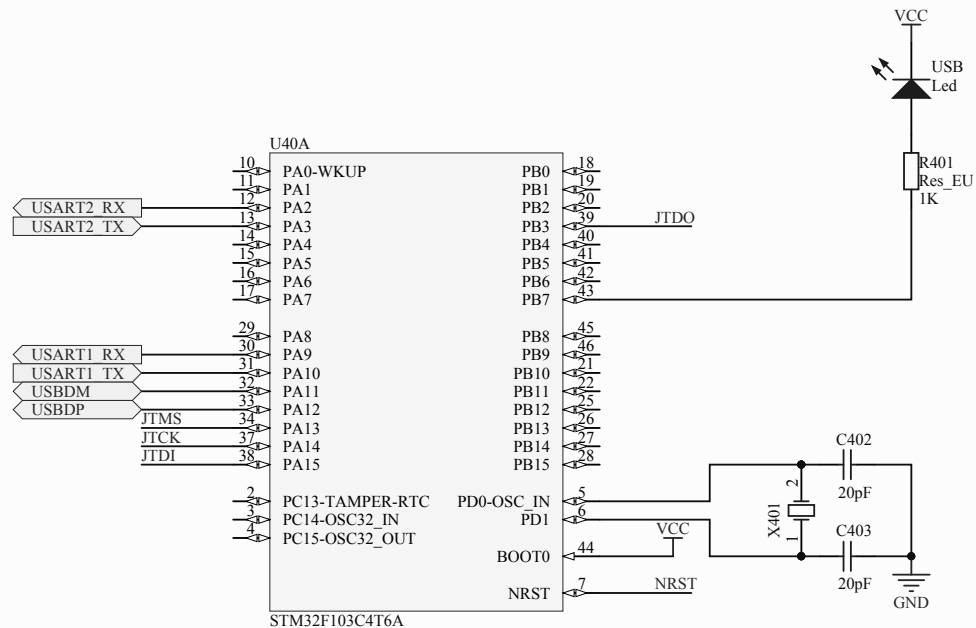 VCC
USB
Led
R401
Res_EU
1K
U40A
10 PA0-WKUP PB0 18
11 PA1 PB1 19
USART2_RX 12 PA2 PB2 20
USART2_TX 13 PA3 PB3 39 JTDO
14 PA4 PB4 40
15 PA5 PB5 41
16 PA6 PB6 42
17 PA7 PB7 43
29 PA8 PB8 45
USART1_RX 30 PA9 PB9 46
USART1_TX 31 PA10 PB10 21
USBDM 32 PA11 PB11 22
USBDP 33 PA12 PB12 25
JTMS 34 PA13 PB13 26
JTCK 37 PA14 PB14 27
JTDI 38 PA15 PB15 28
2 PC13-TAMPER-RTC PD0-OSC_IN 5
3 PC14-OSC32_IN PD1 6
4 PC15-OSC32_OUT
BOOT0 44 VCC
NRST 7 NRST
STM32F103C4T6A
C402
20pF
2
X401
1
C403
20pF
GND